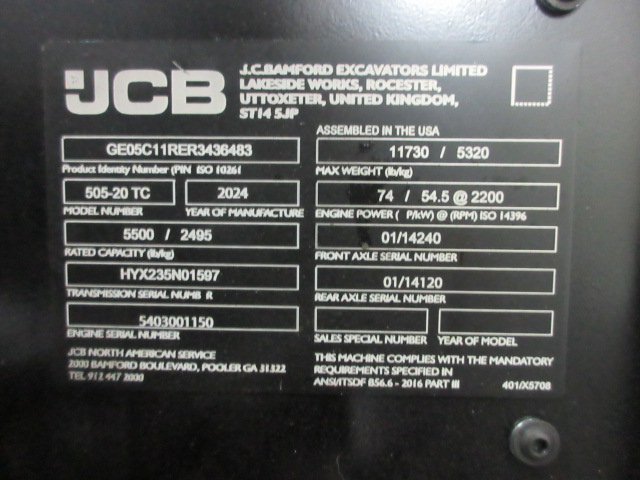 JCB
J.C.BAMFORD EXCAVATORS LIMITED
LAKESIDE WORKS, ROCESTER,
UTTOXETER, UNITED KINGDOM,
ST14 5JP
ASSEMBLED IN THE USA
GE05C11RER3436483
Product Identity Number (PIN ISO 10261
11730 / 5320
MAX WEIGHT (lb/kg)
505-20 TC
MODEL NUMBER
2024
YEAR OF MANUFACTURE
74 / 54.5 @ 2200
ENGINE POWER ( P/kW) @ (RPM) ISO 14396
5500 / 2495
RATED CAPACITY (lb/kg)
01/14240
FRONT AXLE SERIAL NUMBER
HYX235N01597
TRANSMISSION SERIAL NUMB R
01/14120
REAR AXLE SERIAL NUMBER
5403001150
ENGINE SERIAL NUMBER
SALES SPECIAL NUMBER
YEAR OF MODEL
JCB NORTH AMERICAN SERVICE
2000 BAMFORD BOULEVARD, POOLER GA 31322
TEL 912 447 2000
THIS MACHINE COMPLIES WITH THE MANDATORY
REQUIREMENTS SPECIFIED IN
ANSI/ITSDF B56.6 - 2016 PART III
401/X5708